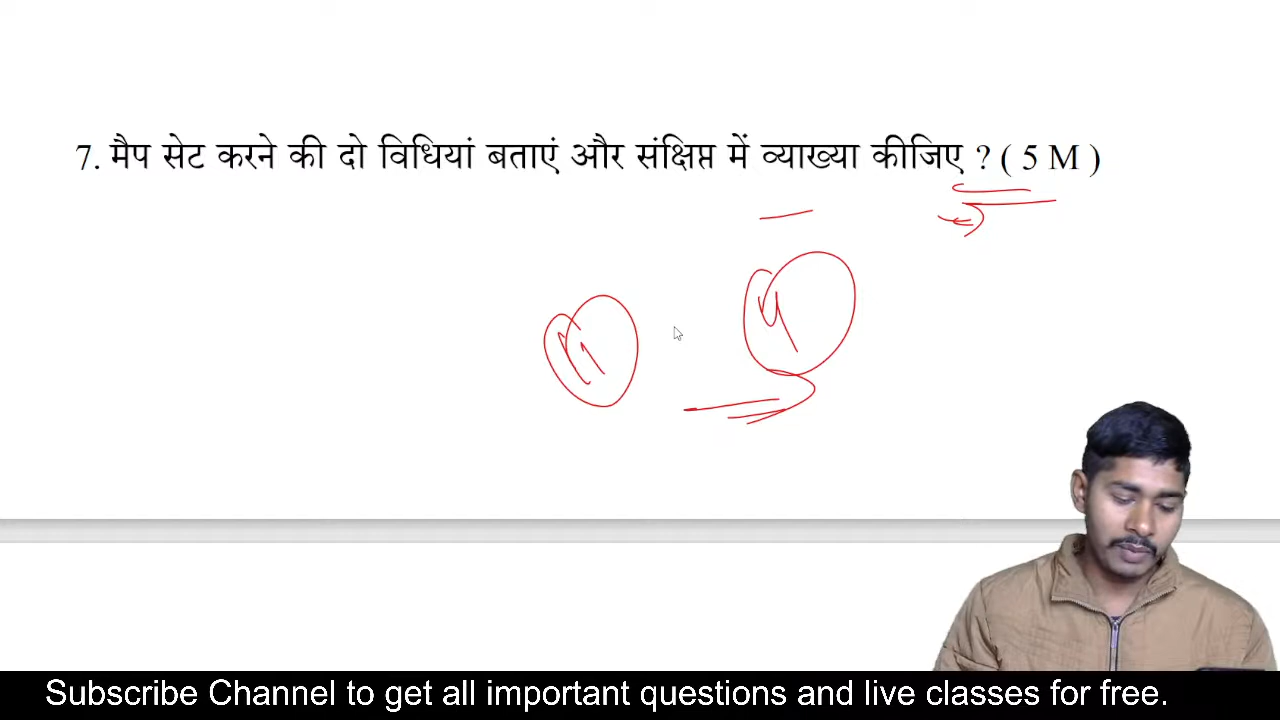 7. मैप सेट करने की दो विधियां बताएं और संक्षिप्त में व्याख्या कीजिए ? ( 5 M )
Subscribe Channel to get all important questions and live classes for free.